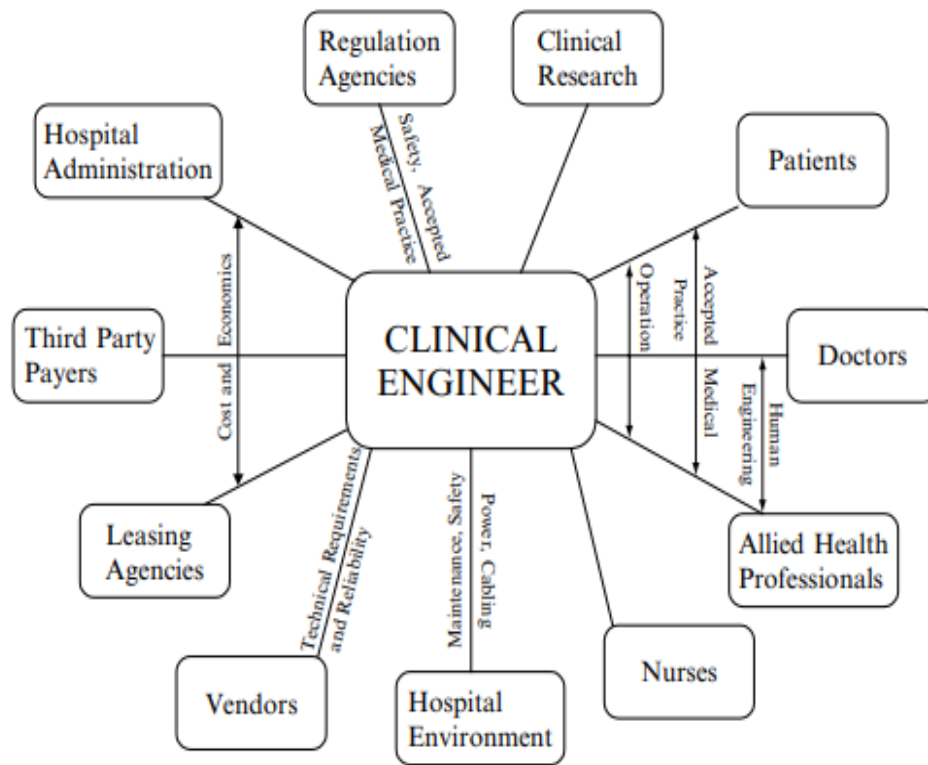 Regulation
Agencies
Clinical
Research
Hospital
Administration
Patients
Safety, Accepted
Medical Practice
CLINICAL
ENGINEER
Third Party
Payers
Cost and Economics
Operation
Accepted Medical
Practice
Human
Engineering
Doctors
Leasing
Agencies
Technical Requirements
and Reliability
Maintenance, Safety
Power, Cabling
Allied Health
Professionals
Vendors
Hospital
Environment
Nurses